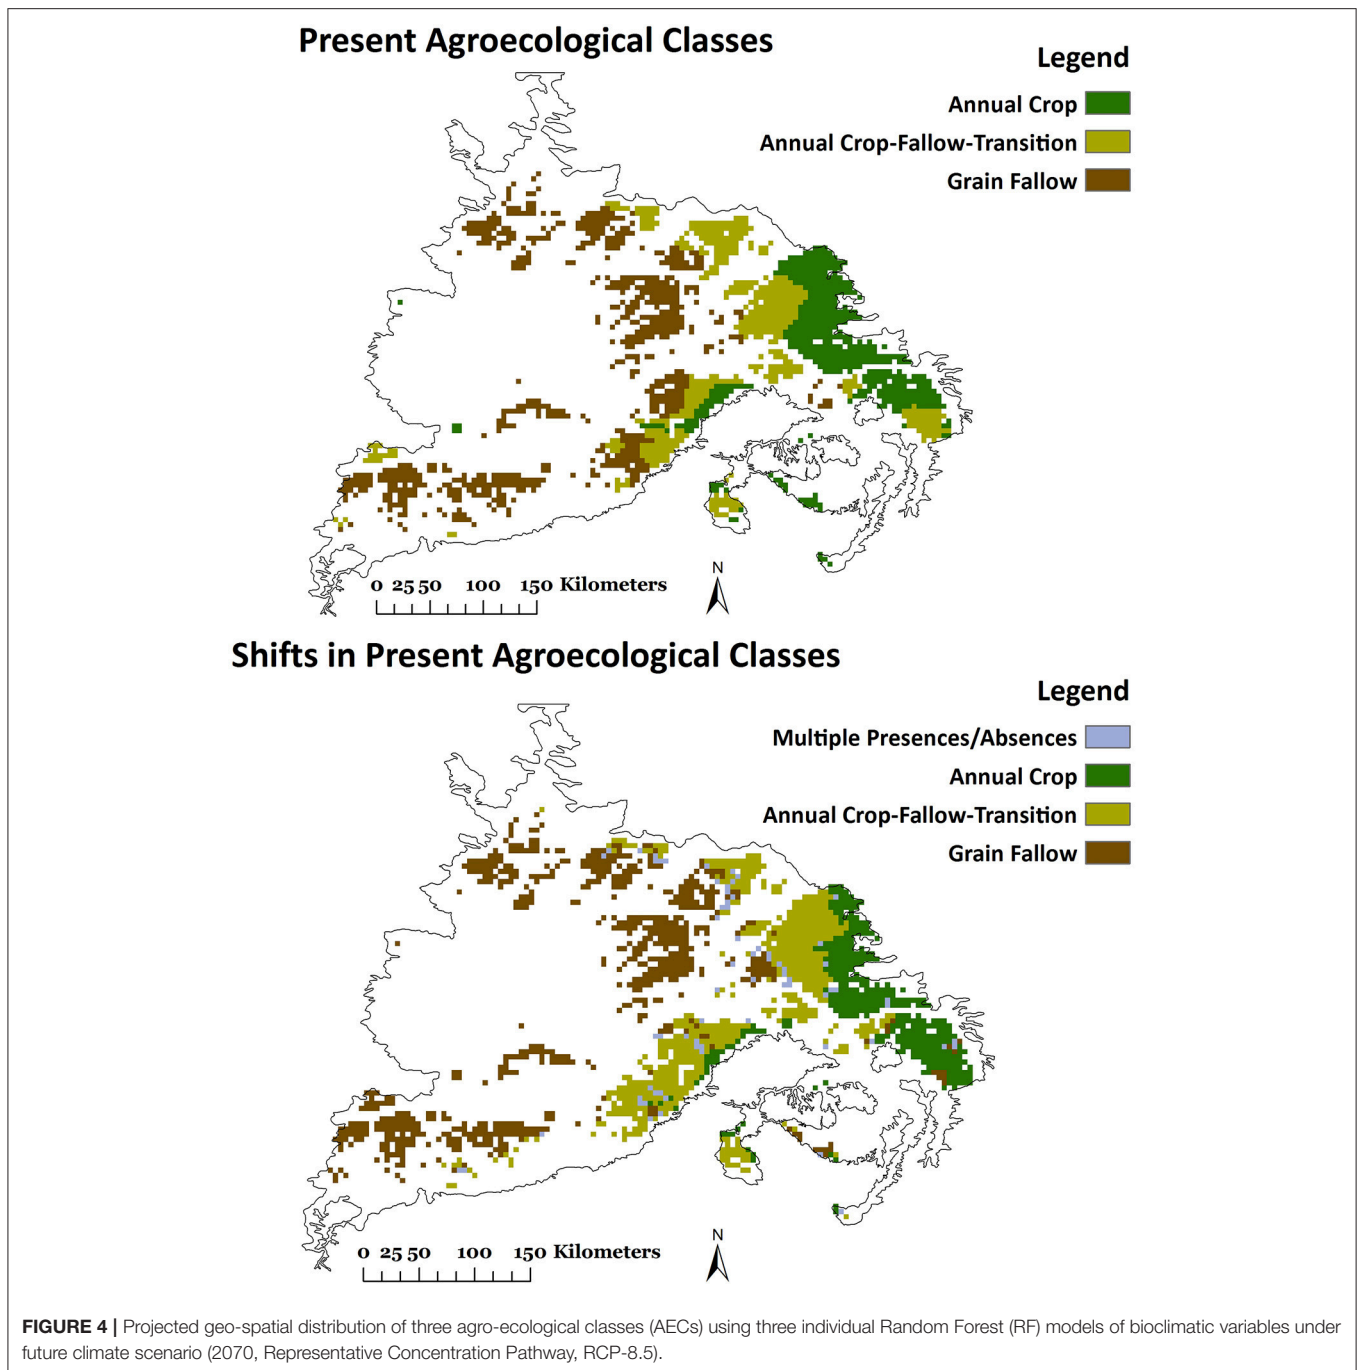 Present Agroecological Classes
Legend
Annual Crop
Annual Crop-Fallow-Transition
Grain Fallow
N
0 25 50 100 150 Kilometers
Shifts in Present Agroecological Classes
Legend
Multiple Presences/Absences
Annual Crop
Annual Crop-Fallow-Transition
Grain Fallow
N
0 25 50 100 150 Kilometers
FIGURE 4 | Projected geo-spatial distribution of three agro-ecological classes (AECs) using three individual Random Forest (RF) models of bioclimatic variables under
future climate scenario (2070, Representative Concentration Pathway, RCP-8.5).